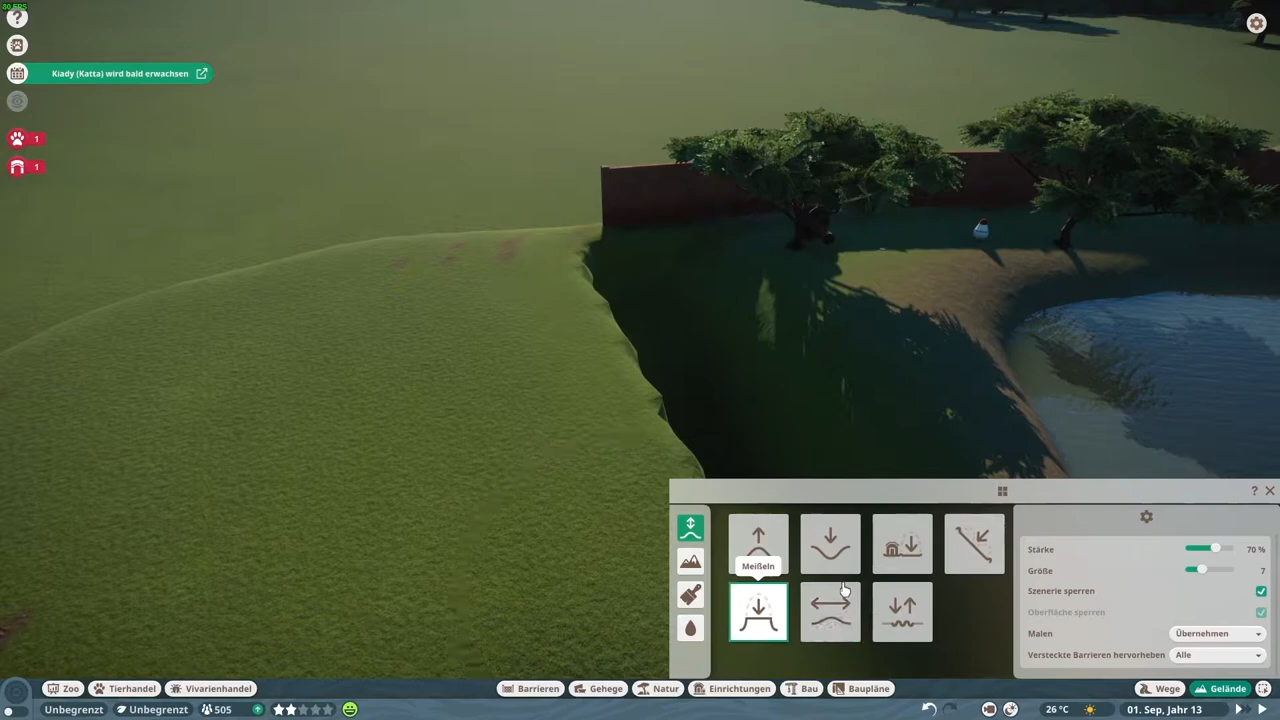 80 FPS
?
Kiady (Katta) wird bald erwachsen
1
1
?
Meißeln
Stärke 70 %
Größe 7
Szenerie sperren
Oberfläche sperren
Malen Übernehmen
Versteckte Barrieren hervorheben Alle
Zoo Tierhandel Vivarienhandel Barrieren Gehege Natur Einrichtungen Bau Baupläne Wege Gelände
Unbegrenzt Unbegrenzt 505 26 °C 01. Sep, Jahr 13